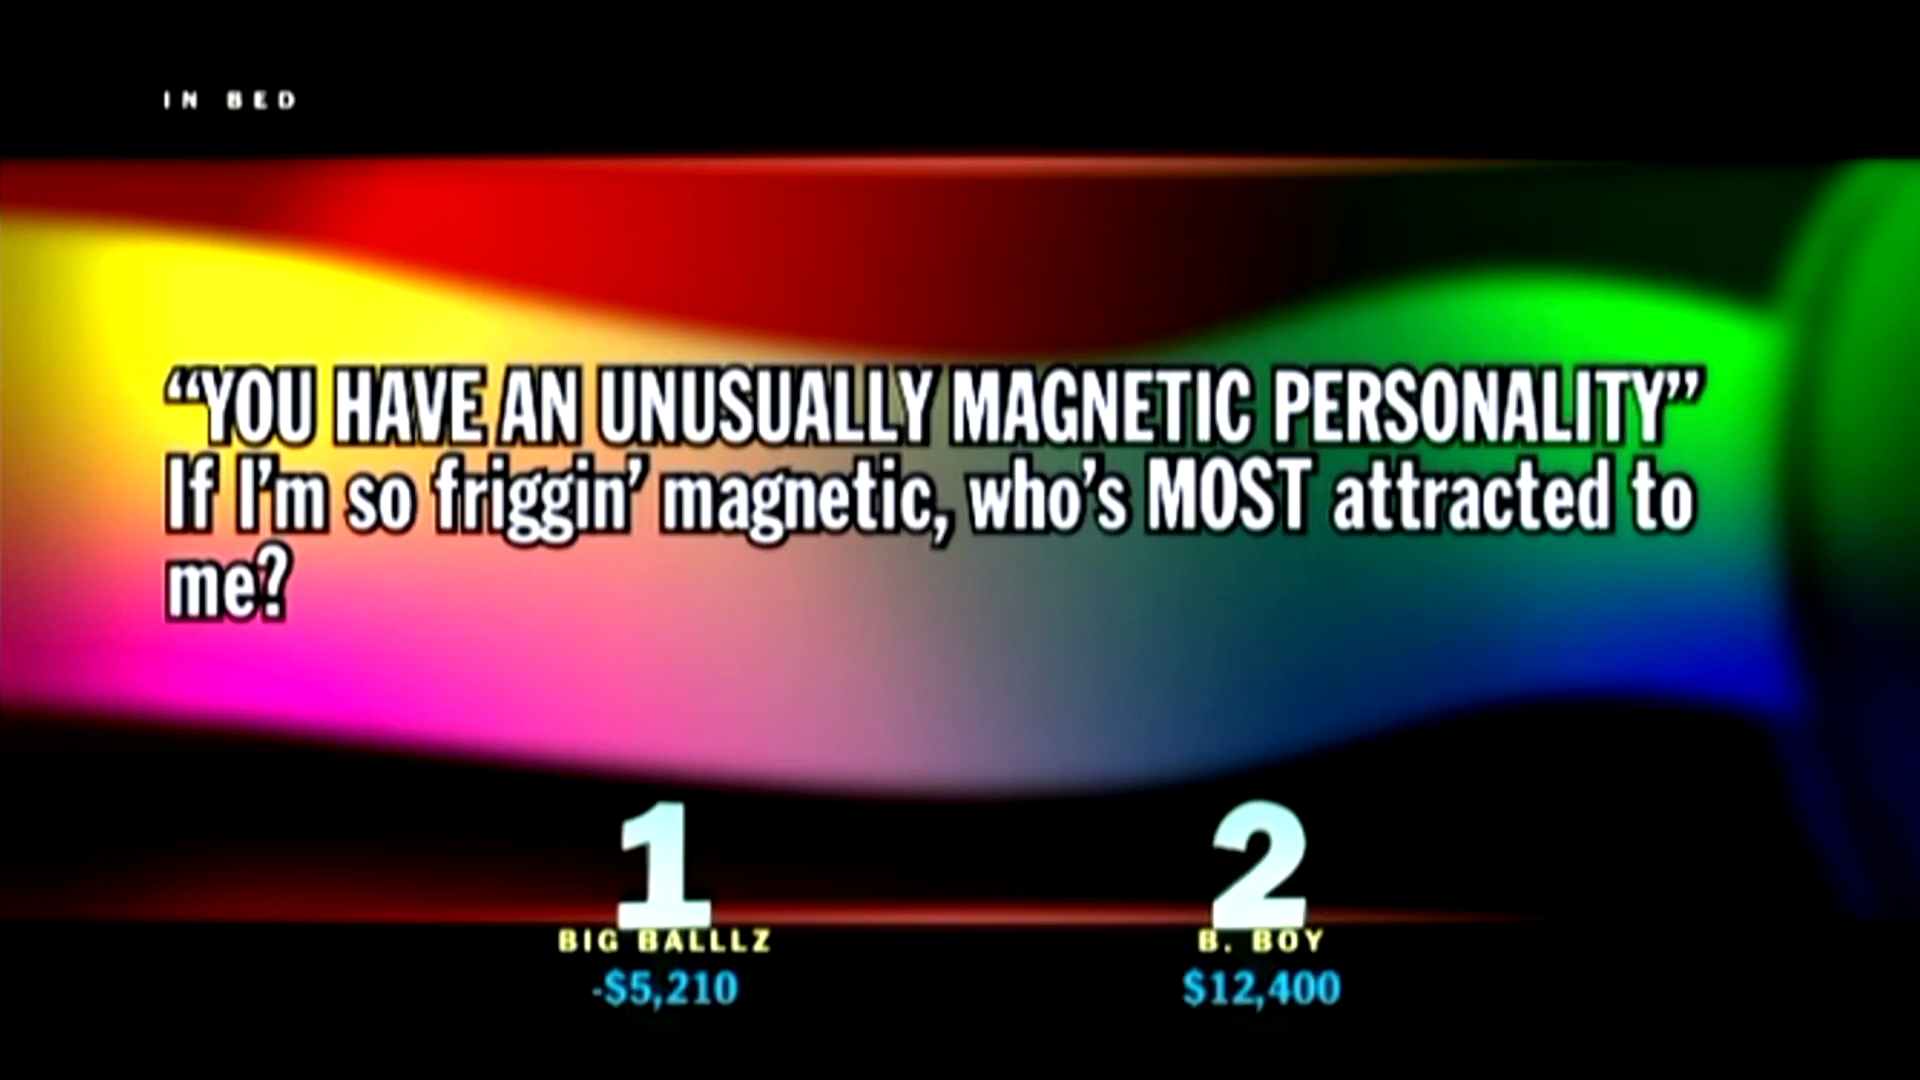 IN BED
“YOU HAVE AN UNUSUALLY MAGNETIC PERSONALITY”
If I’m so friggin’ magnetic, who’s MOST attracted to
me?
1 2
BIG BALLLZ B. BOY
-$5,210 $12,400